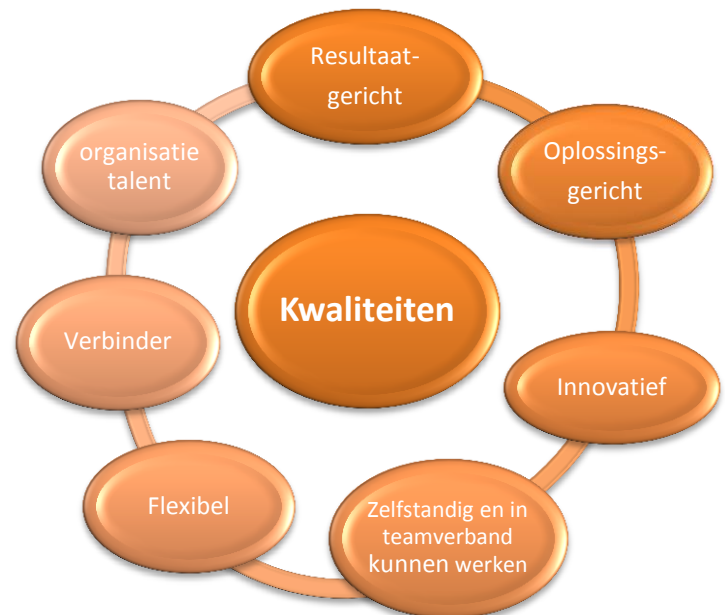 Resultaat-
gericht
Oplossings-
gericht
Innovatief
Zelfstandig en in
teamverband
kunnen werken
Flexibel
Verbinder
organisatie
talent
Kwaliteiten